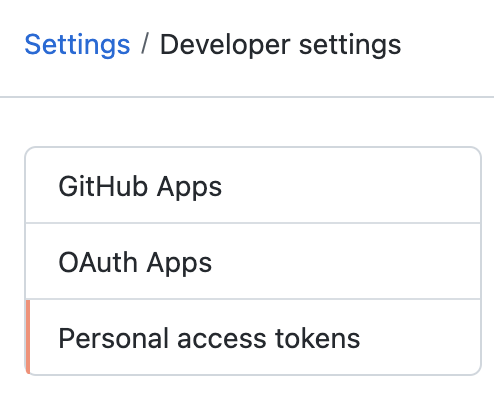 Settings / Developer settings
GitHub Apps
OAuth Apps
Personal access tokens